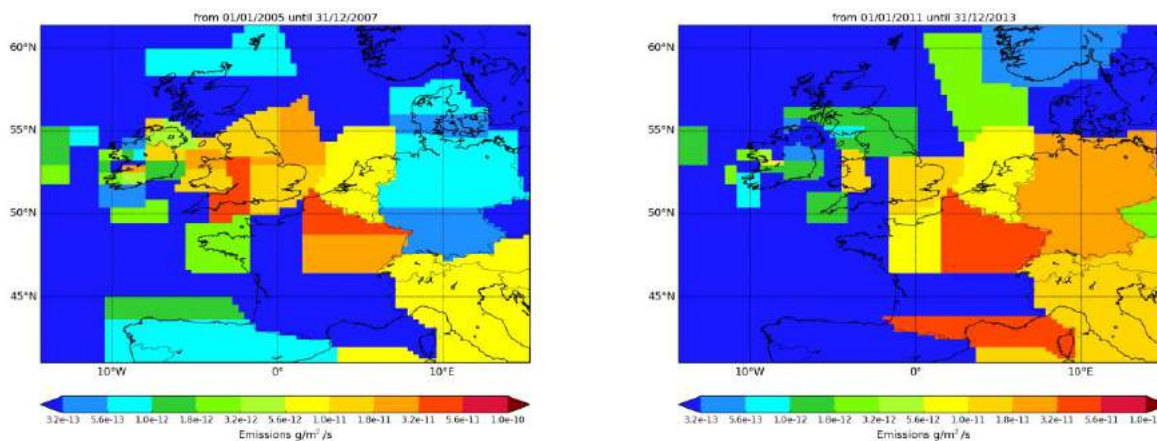 from 01/01/2005 until 31/12/2007
60°N
55°N
50°N
45°N
10°W 0° 10°E
3.2e-13 5.6e-13 1.0e-12 1.8e-12 3.2e-12 5.6e-12 1.0e-11 1.8e-11 3.2e-11 5.6e-11 1.0e-10
Emissions g/m²/s
from 01/01/2011 until 31/12/2013
60°N
55°N
50°N
45°N
10°W 0° 10°E
3.2e-13 5.6e-13 1.0e-12 1.8e-12 3.2e-12 5.6e-12 1.0e-11 1.8e-11 3.2e-11 5.6e-11 1.0e-1
Emissions g/m²/s